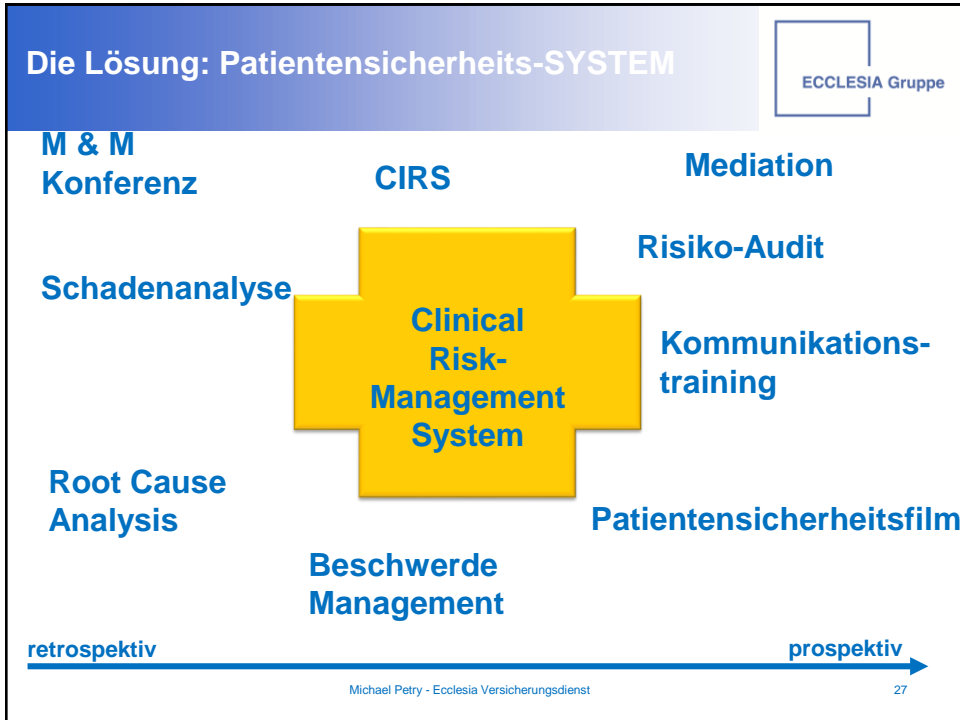 Die Lösung: Patientensicherheits-SYSTEM
ECCLESIA Gruppe
M & M
Konferenz
CIRS
Mediation
Risiko-Audit
Schadenanalyse
Clinical
Risk-
Management
System
Kommunikations-
training
Root Cause
Analysis
Patientensicherheitsfilm
Beschwerde
Management
retrospektiv
prospektiv
Michael Petry - Ecclesia Versicherungsdienst
27